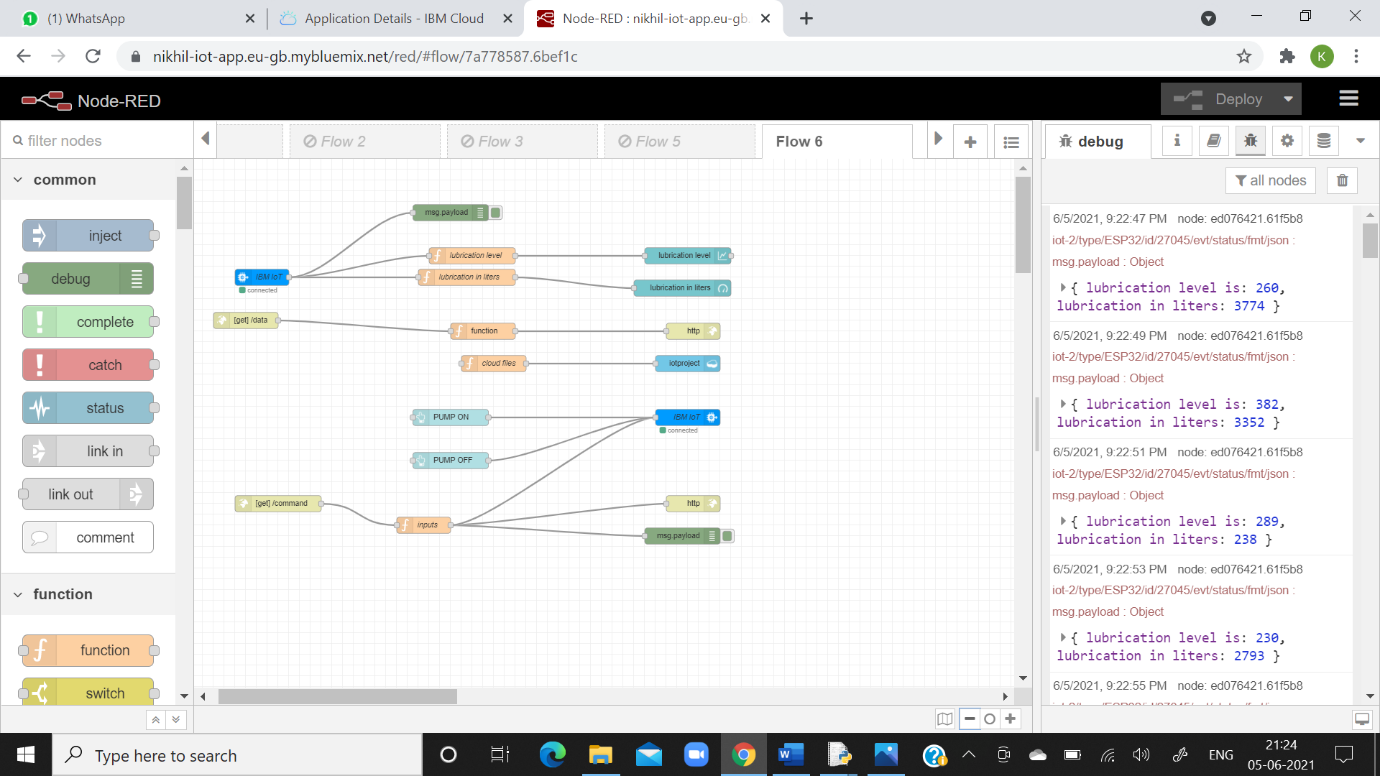 (1) WhatsApp
Application Details - IBM Cloud
Node-RED : nikhil-iot-app.eu-gb.
nikhil-iot-app.eu-gb.mybluemix.net/red/#flow/7a778587.6bef1c
K
Node-RED
Deploy
filter nodes
Flow 2
Flow 3
Flow 5
Flow 6
debug
i
all nodes
common
inject
debug
complete
catch
status
link in
link out
comment
function
function
switch
msg.payload
lubrication level
lubrication level
IBM IoT
connected
lubrication in liters
lubrication in liters
[get] /data
function
http
cloud files
iotproject
PUMP ON
IBM IoT
connected
PUMP OFF
[get] /command
http
inputs
msg.payload
6/5/2021, 9:22:47 PM node: ed076421.61f5b8
iot-2/type/ESP32/id/27045/evt/status/fmt/json :
msg.payload : Object
{ lubrication level is: 260,
lubrication in liters: 3774 }
6/5/2021, 9:22:49 PM node: ed076421.61f5b8
iot-2/type/ESP32/id/27045/evt/status/fmt/json :
msg.payload : Object
{ lubrication level is: 382,
lubrication in liters: 3352 }
6/5/2021, 9:22:51 PM node: ed076421.61f5b8
iot-2/type/ESP32/id/27045/evt/status/fmt/json :
msg.payload : Object
{ lubrication level is: 289,
lubrication in liters: 238 }
6/5/2021, 9:22:53 PM node: ed076421.61f5b8
iot-2/type/ESP32/id/27045/evt/status/fmt/json :
msg.payload : Object
{ lubrication level is: 230,
lubrication in liters: 2793 }
6/5/2021, 9:22:55 PM node: ed076421.61f5b8
Type here to search
ENG
21:24
05-06-2021